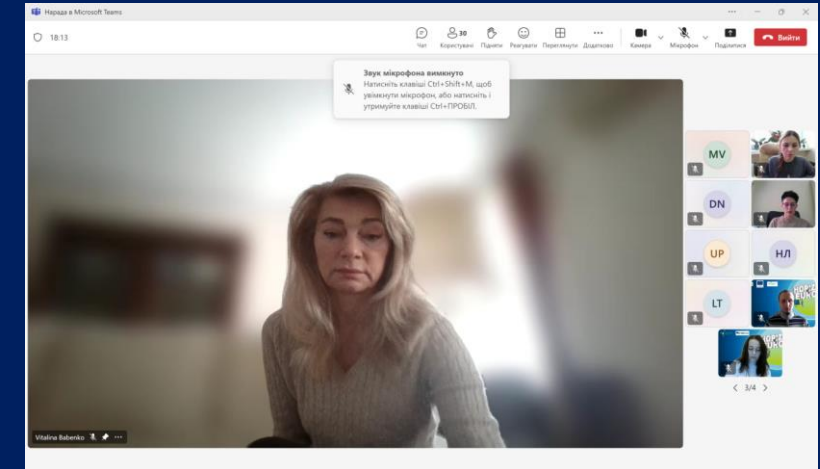 Нарада в Microsoft Teams
18:13
30
Чат
Користувачі
Підняти
Реагувати
Переглянути
Додатково
Камера
Мікрофон
Поділитися
Вийти
Звук мікрофона вимкнуто
Натисніть клавіші Ctrl+Shift+M, щоб
увімкнути мікрофон, або натисніть і
утримуйте клавіші Ctrl+ПРОБІЛ.
MV
DN
UP
НЛ
LT
3/4
Vitalina Babenko